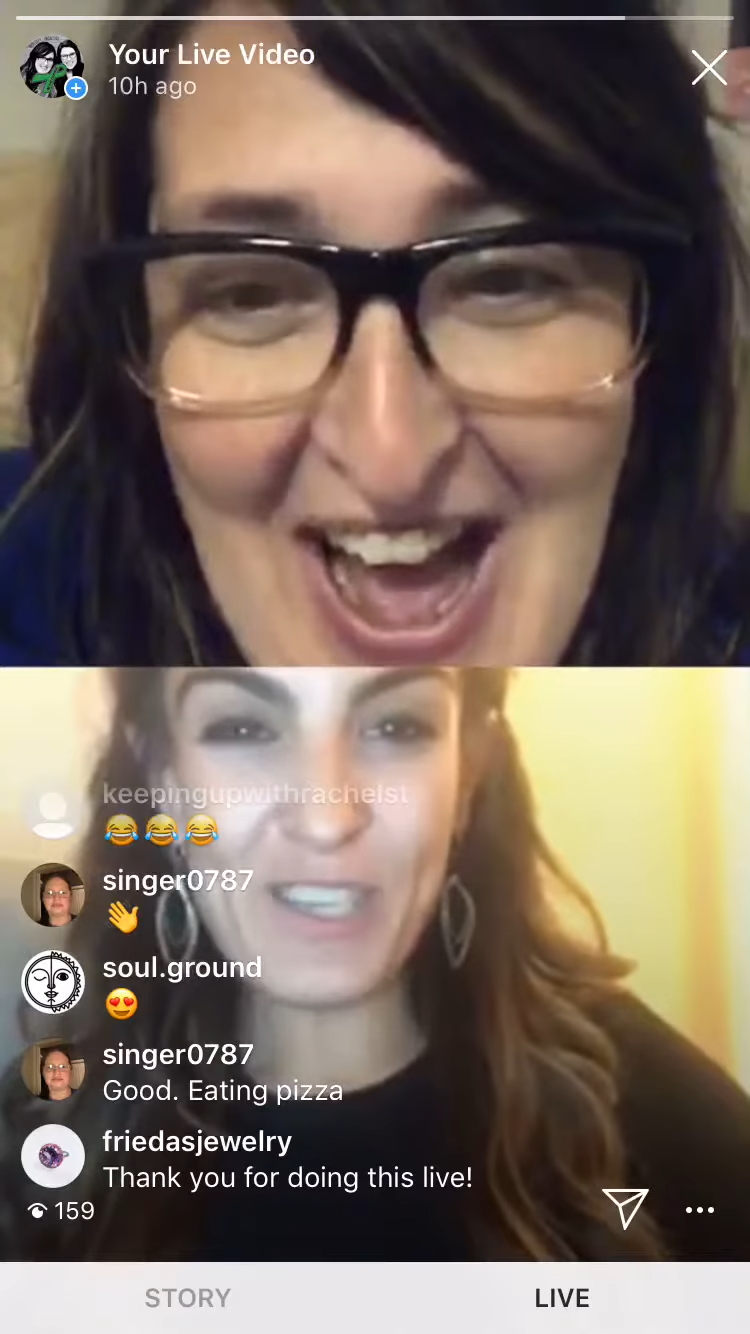 Your Live Video
10h ago
keepingupwithrachelst
😂 😂 😂
singer0787
👋
soul.ground
😍
singer0787
Good. Eating pizza
friedasjewelry
Thank you for doing this live!
159
STORY LIVE